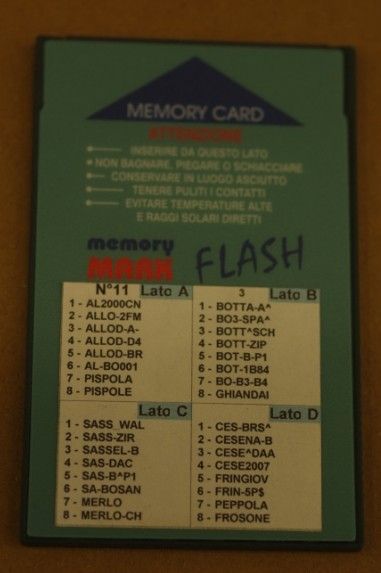 MEMORY CARD
ATTENZIONE
INSERIRE DA QUESTO LATO
NON BAGNARE, PIEGARE O SCHIACCIARE
CONSERVARE IN LUOGO ASCIUTTO
TENERE PULITI I CONTATTI
EVITARE TEMPERATURE ALTE
E RAGGI SOLARI DIRETTI
memory
MARK
FLASH
N°11 Lato A
1 - AL2000CN
2 - ALLO-2FM
3 - ALLOD-A-
4 - ALLOD-D4
5 - ALLOD-BR
6 - AL-BO001
7 - PISPOLA
8 - PISPOLE
3 Lato B
1 - BOTTA-A^
2 - BO3-SPA^
3 - BOTT^SCH
4 - BOTT-ZIP
5 - BOT-B-P1
6 - BOT-1B84
7 - BO-B3-B4
8 - GHIANDAI
Lato C
1 - SASS_WAL
2 - SASS-ZIR
3 - SASSEL-B
4 - SAS-DAC
5 - SAS-B^P1
6 - SA-BOSAN
7 - MERLO
8 - MERLO-CH
Lato D
1 - CES-BRS^
2 - CESENA-B
3 - CESE^DAA
4 - CESE2007
5 - FRINGIOV
6 - FRIN-5P$
7 - PEPPOLA
8 - FROSONE